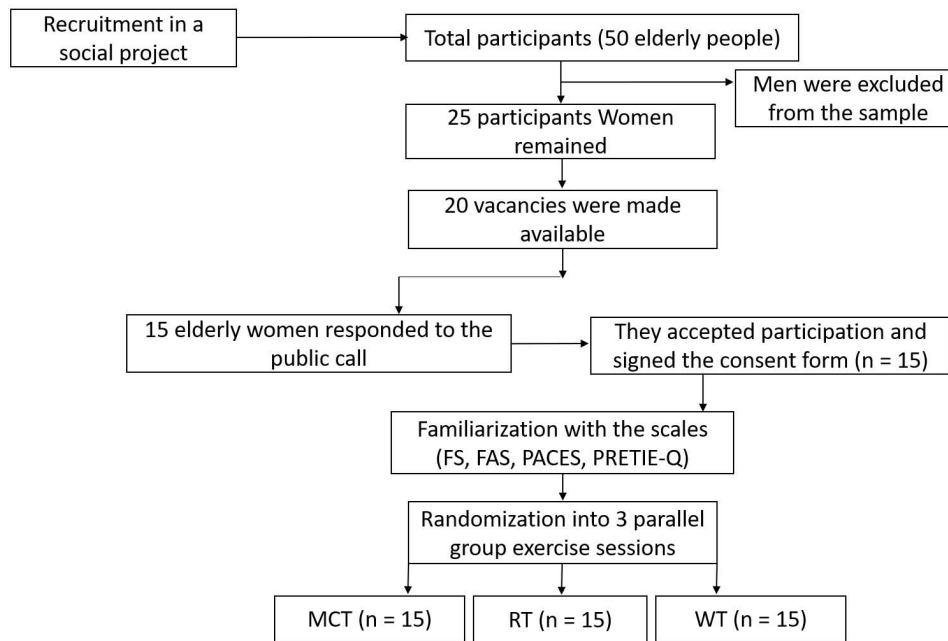 Recruitment in a
social project
Total participants (50 elderly people)
Men were excluded
from the sample
25 participants Women
remained
20 vacancies were made
available
15 elderly women responded to the
public call
They accepted participation and
signed the consent form (n = 15)
Familiarization with the scales
(FS, FAS, PACES, PRETIE-Q)
Randomization into 3 parallel
group exercise sessions
MCT (n = 15)
RT (n = 15)
WT (n = 15)